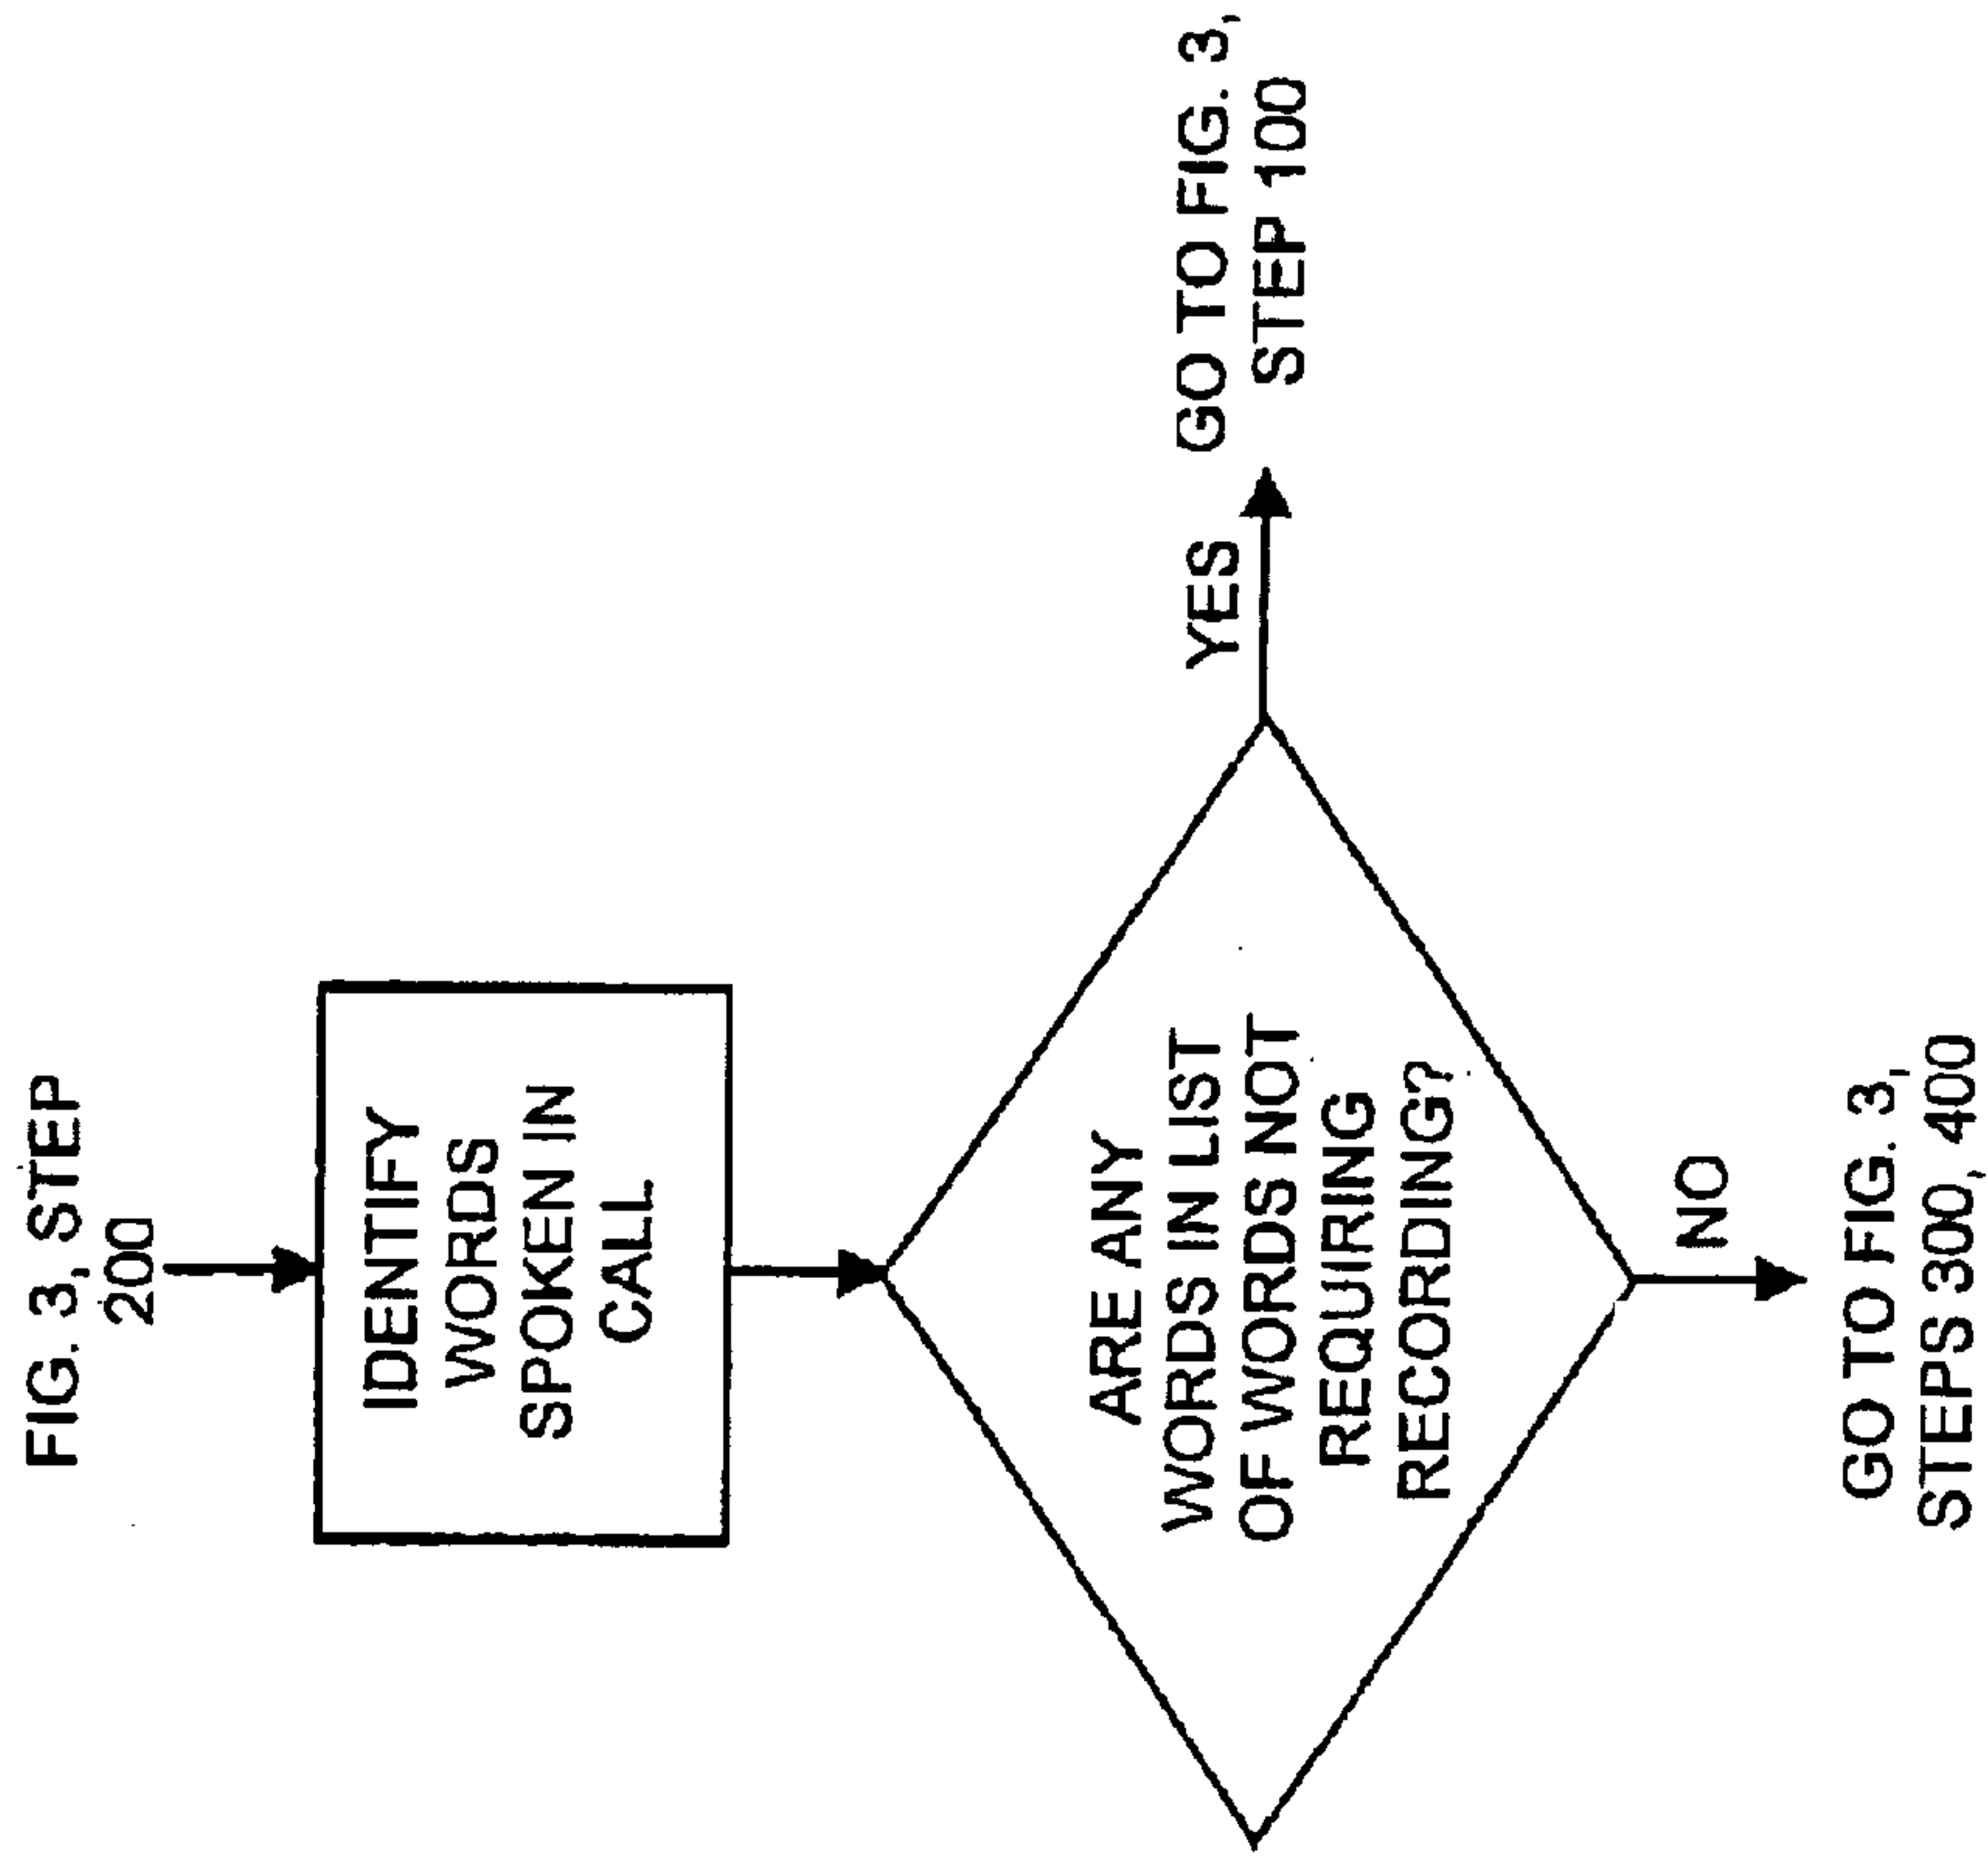 FIG. 3, STEP
200
IDENTIFY
WORDS
SPOKEN IN
CALL
ARE ANY
WORDS IN LIST
OF WORDS NOT
REQUIRING
RECORDING?
YES
GO TO FIG. 3,
STEP 100
NO
GO TO FIG. 3,
STEPS 300, 400